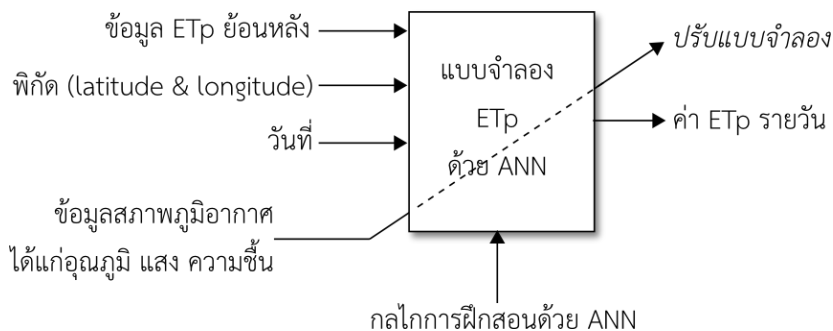 ข้อมูล ETp ย้อนหลัง
พิกัด (latitude & longitude)
วันที่
ข้อมูลสภาพภูมิอากาศ
ได้แก่อุณภูมิ แสง ความชื้น
แบบจำลอง
ETp
ด้วย ANN
ปรับแบบจำลอง
ค่า ETp รายวัน
กลไกการฝึกสอนด้วย ANN